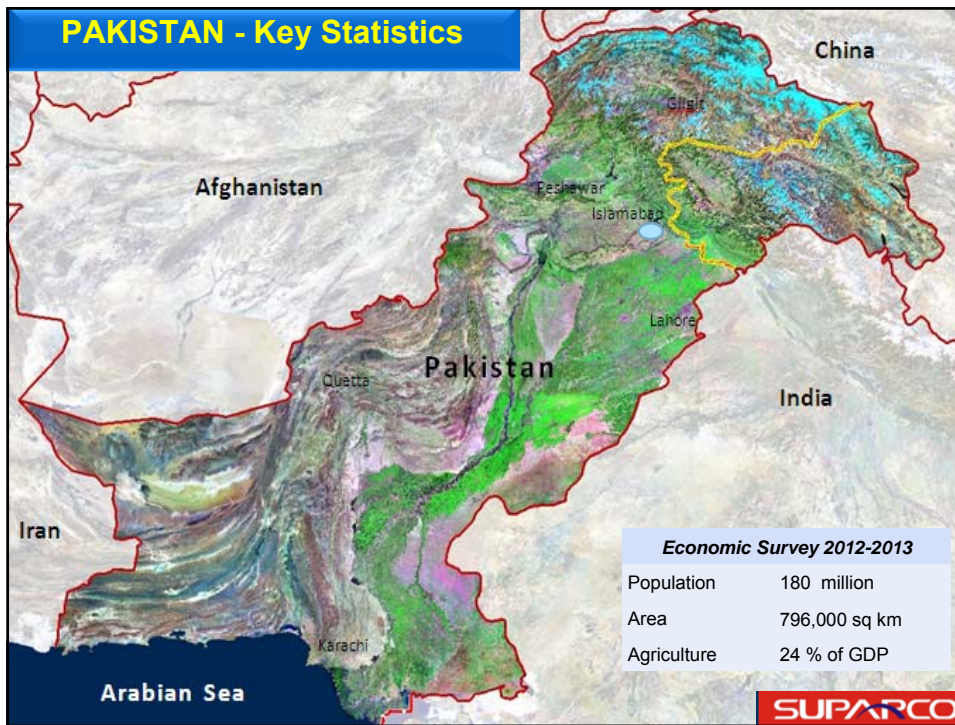 PAKISTAN - Key Statistics
China
Gilgit
Afghanistan
Peshawar
Islamabad
Lahore
Pakistan
Quetta
India
Iran
Karachi
Arabian Sea
Economic Survey 2012-2013
Population 180 million
Area 796,000 sq km
Agriculture 24 % of GDP
SUPARCO